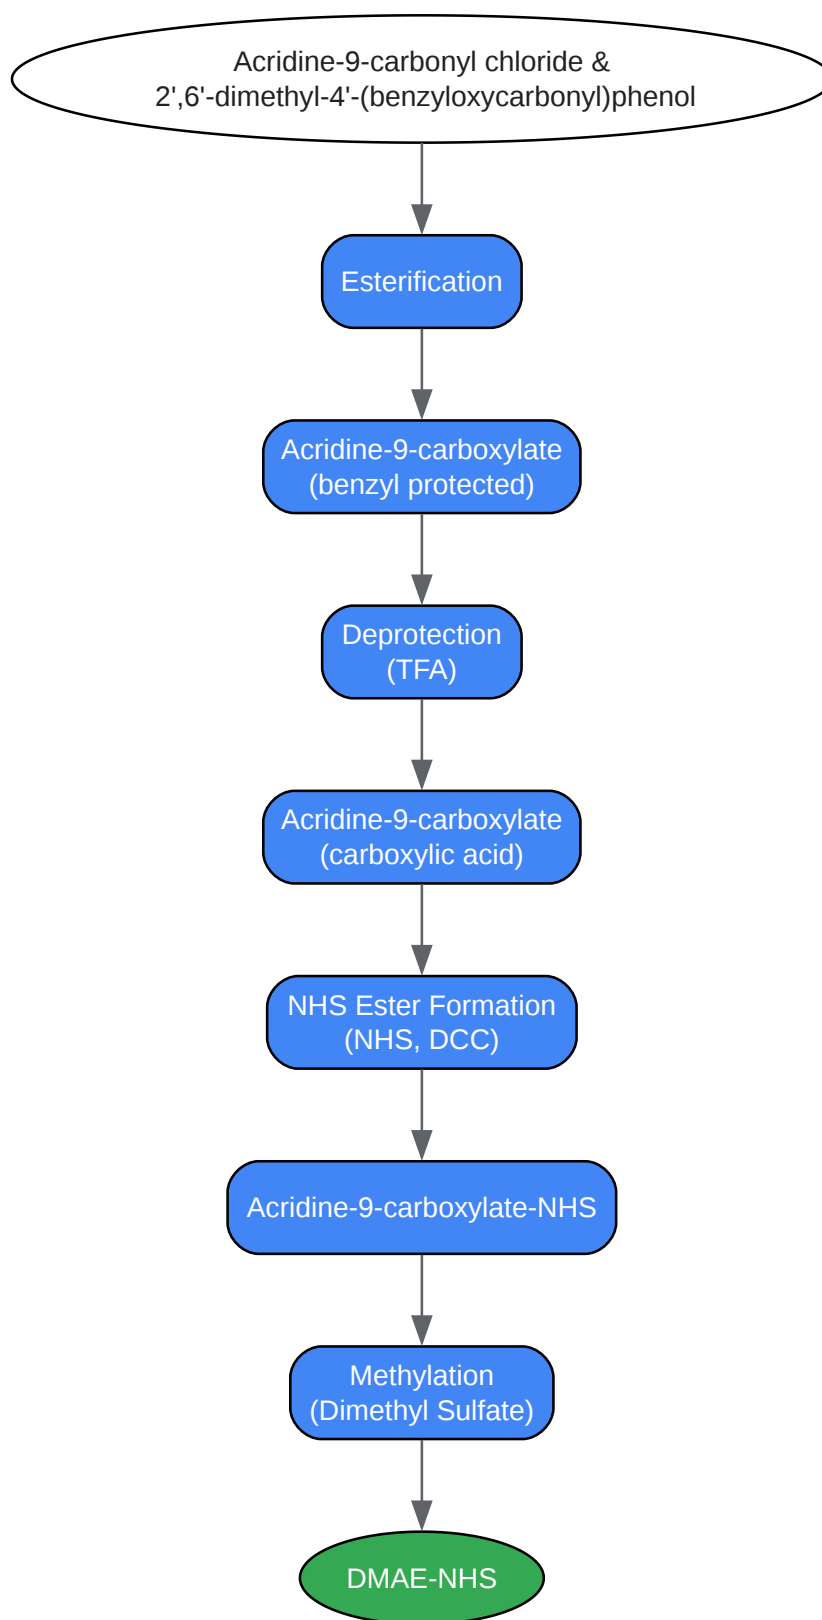 Acridine-9-carbonyl chloride &
2',6'-dimethyl-4'-(benzyloxycarbonyl)phenol
Esterification
Acridine-9-carboxylate
(benzyl protected)
Deprotection
(TFA)
Acridine-9-carboxylate
(carboxylic acid)
NHS Ester Formation
(NHS, DCC)
Acridine-9-carboxylate-NHS
Methylation
(Dimethyl Sulfate)
DMAE-NHS